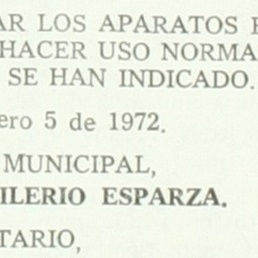 AR LOS APARATOS E
HACER USO NORMA
SE HAN INDICADO.
ero 5 de 1972.
MUNICIPAL,
ILERIO ESPARZA.
TARIO,